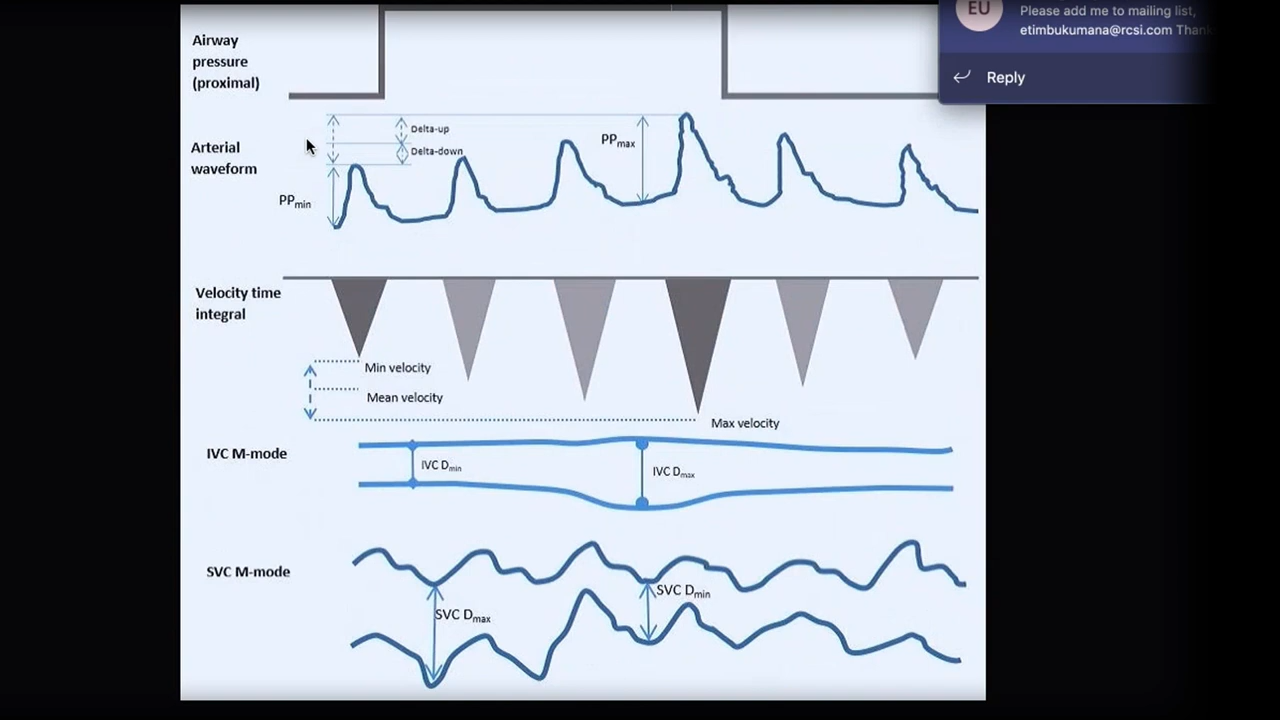 EU
Please add me to mailing list,
etimbukumana@rcsi.com Thank
Reply
Airway
pressure
(proximal)
Arterial
waveform
Delta-up
Delta-down
PPmax
PPmin
Velocity time
integral
Min velocity
Mean velocity
Max velocity
IVC M-mode
IVC Dmin
IVC Dmax
SVC M-mode
SVC Dmax
SVC Dmin